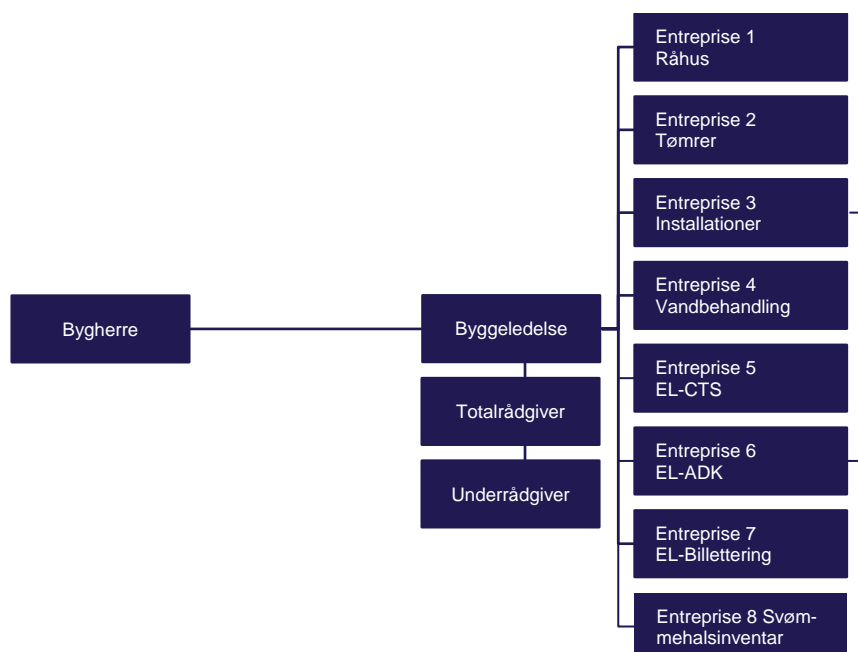 Bygherre
Byggeledelse
Totalrådgiver
Underrådgiver
Entreprise 1
Råhus
Entreprise 2
Tømrer
Entreprise 3
Installationer
Entreprise 4
Vandbehandling
Entreprise 5
EL-CTS
Entreprise 6
EL-ADK
Entreprise 7
EL-Billettering
Entreprise 8 Svøm-
mehalsinventar